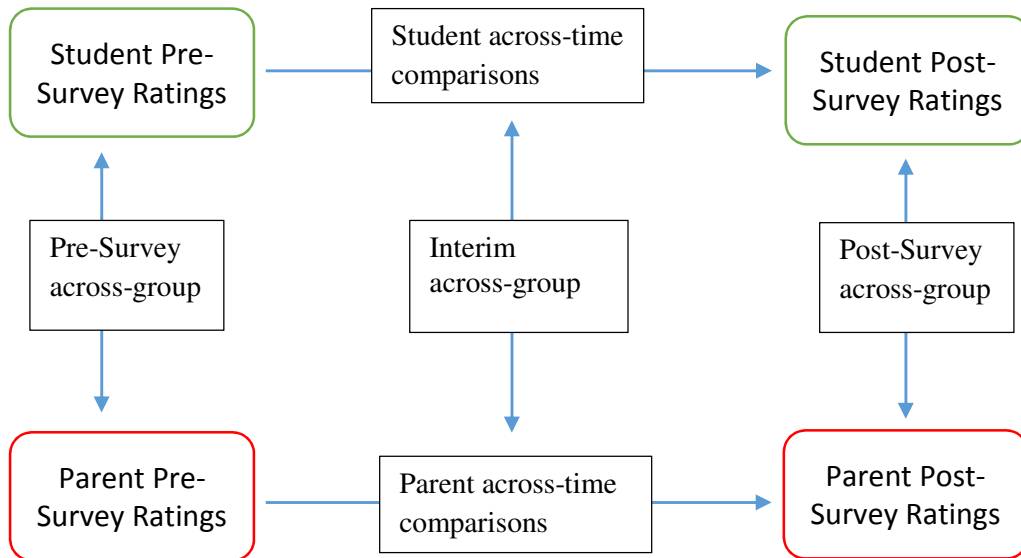 Student Pre-
Survey Ratings
Student across-time
comparisons
Student Post-
Survey Ratings
Pre-Survey
across-group
Interim
across-group
Post-Survey
across-group
Parent Pre-
Survey Ratings
Parent across-time
comparisons
Parent Post-
Survey Ratings